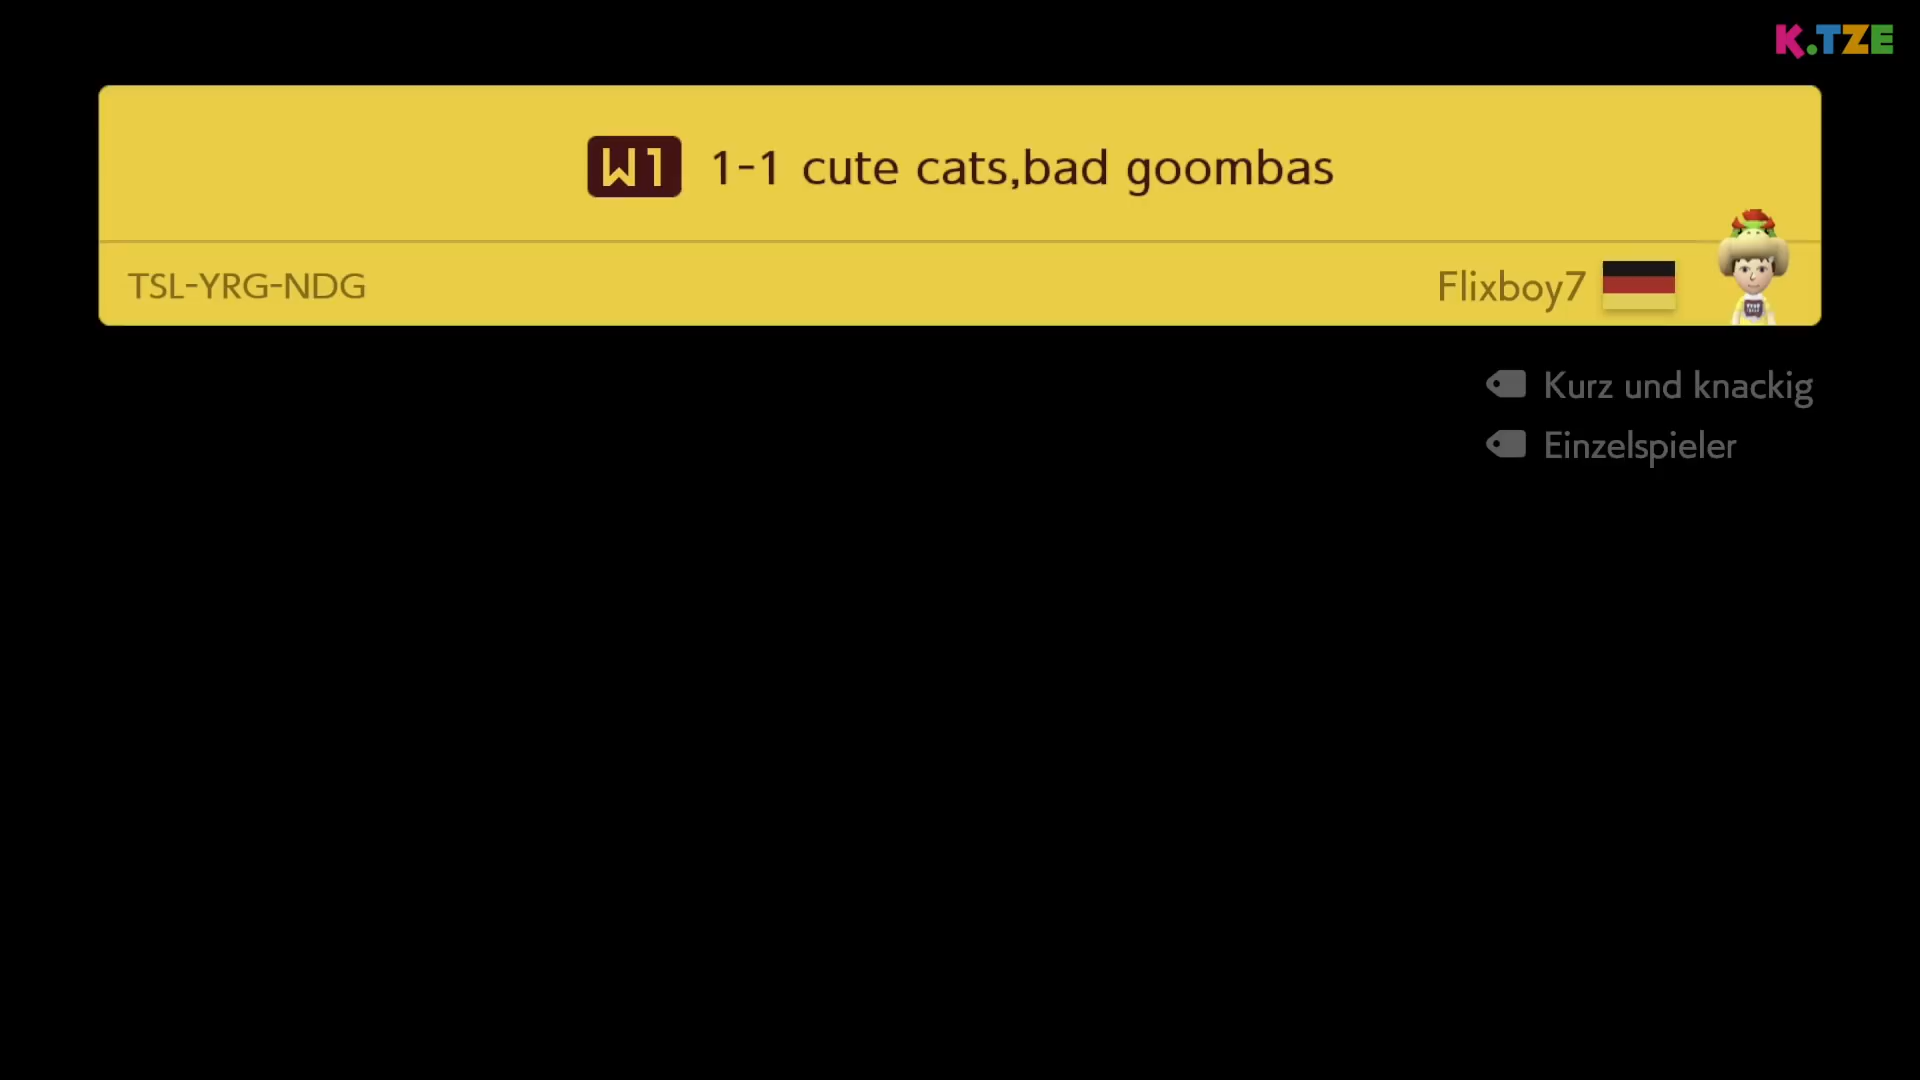 K.TZE
W1 1-1 cute cats,bad goombas
TSL-YRG-NDG
Flixboy7
Kurz und knackig
Einzelspieler